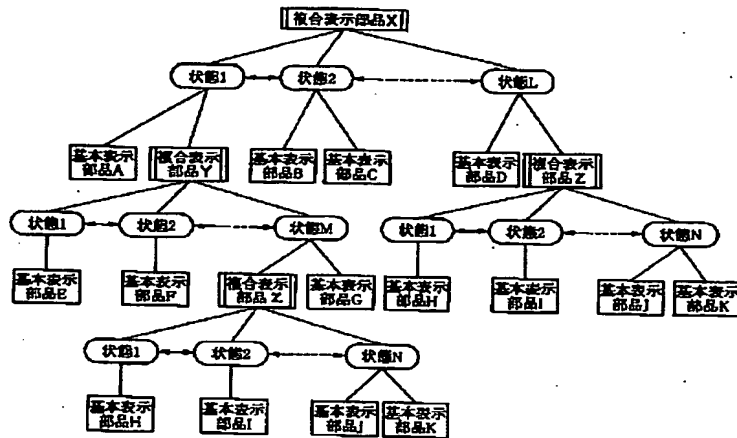 複合表示部品X
状態1
状態2
状態L
基本表示
部品A
複合表示
部品Y
基本表示
部品B
基本表示
部品C
基本表示
部品D
複合表示
部品Z
状態1
状態2
状態M
状態1
状態2
状態N
基本表示
部品E
基本表示
部品F
複合表示
部品Z
基本表示
部品G
基本表示
部品H
基本表示
部品I
基本表示
部品J
基本表示
部品K
状態1
状態2
状態N
基本表示
部品H
基本表示
部品I
基本表示
部品J
基本表示
部品K